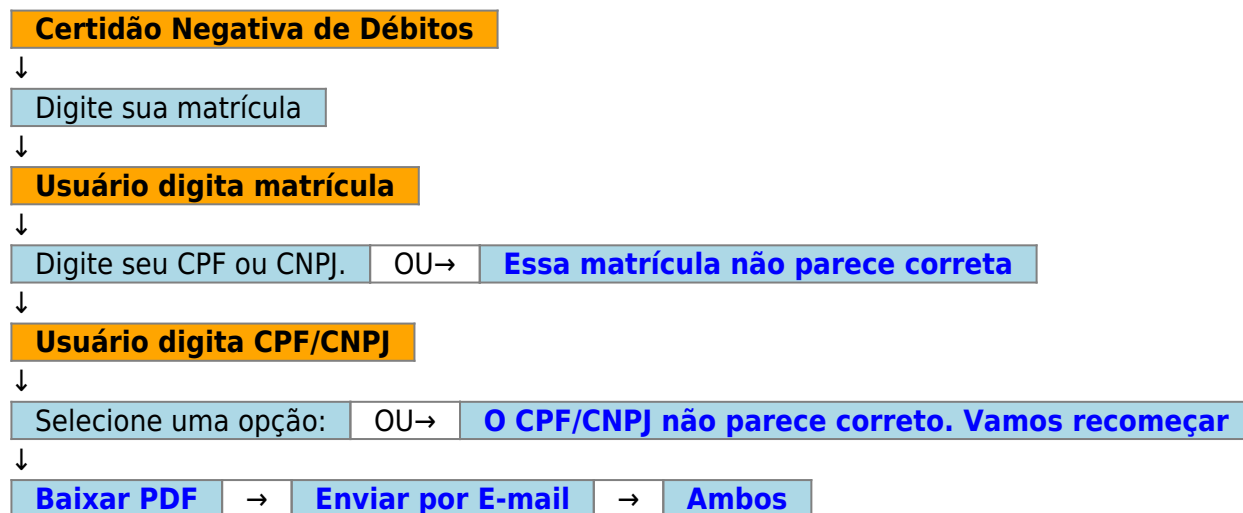 Certidão Negativa de Débitos
↓
Digite sua matrícula
↓
Usuário digita matrícula
↓
Digite seu CPF ou CNPJ. OU→ Essa matrícula não parece correta
↓
Usuário digita CPF/CNPJ
↓
Selecione uma opção: OU→ O CPF/CNPJ não parece correto. Vamos recomeçar
↓
Baixar PDF → Enviar por E-mail → Ambos